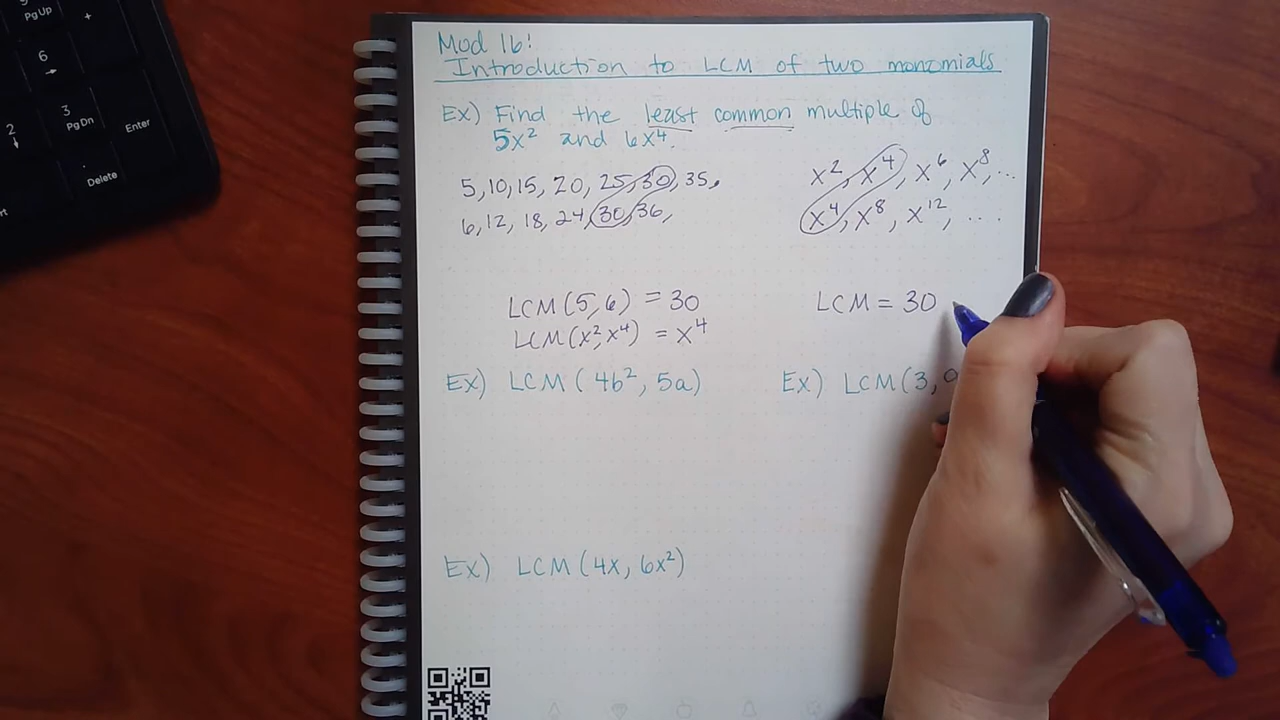 PgUp
+
6
3
PgDn
2
Enter
Delete
Mod 16:
Introduction to LCM of two monomials
Ex) Find the least common multiple of
5x² and 6x⁴.
5, 10, 15, 20, 25, 30, 35,
6, 12, 18, 24, 30, 36,
x², x⁴, x⁶, x⁸, ...
x⁴, x⁸, x¹², ...
LCM(5, 6) = 30
LCM(x², x⁴) = x⁴
LCM = 30
Ex) LCM( 4b², 5a)
Ex) LCM(3,
Ex) LCM(4x, 6x²)